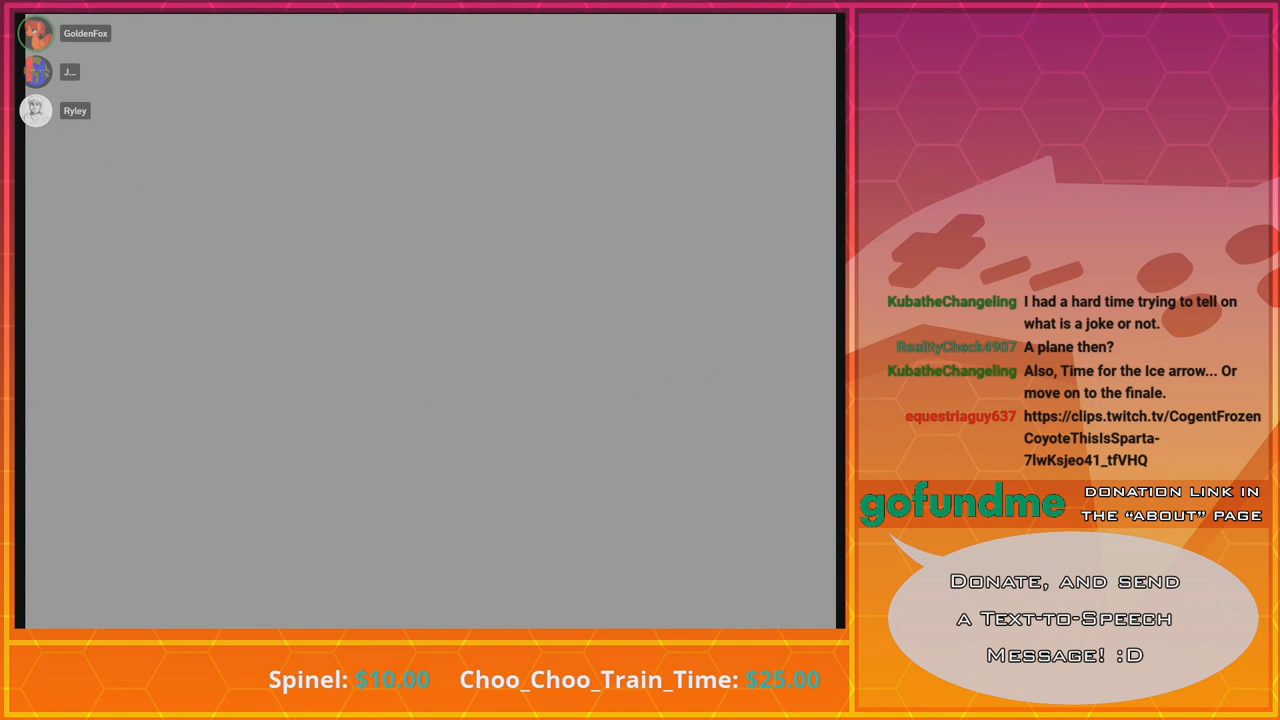 GoldenFox
J...
Ryley
KubatheChangeling I had a hard time trying to tell on
what is a joke or not.
RealityCheck4907 A plane then?
KubatheChangeling Also, Time for the Ice arrow... Or
move on to the finale.
equestriaguy637 https://clips.twitch.tv/CogentFrozen
CoyoteThisIsSparta-
7lwKsjeo41_tfVHQ
gofundme DONATION LINK IN
THE “ABOUT” PAGE
DONATE, AND SEND
A TEXT-TO-SPEECH
MESSAGE! :D
Spinel: $10.00 Choo_Choo_Train_Time: $25.00